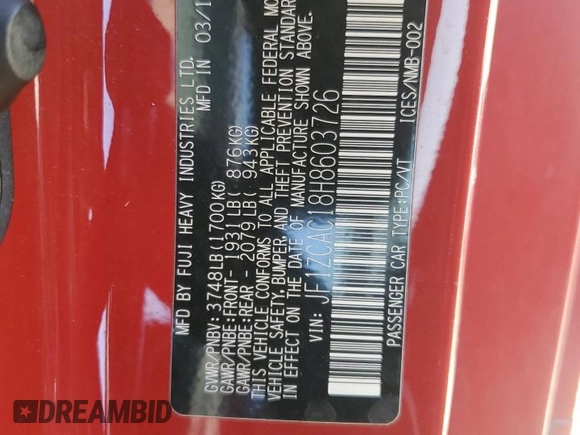 MFD BY FUJI HEAVY INDUSTRIES LTD.
MFD IN 03/1
GVWR/PNBV: 3748LB(1700KG)
GAWR/PNBE:FRONT- 1931LB( 876KG)
GAWR/PNBE:REAR - 2079LB( 943KG)
THIS VEHICLE CONFORMS TO ALL APPLICABLE FEDERAL MO
VEHICLE SAFETY, BUMPER, AND THEFT PREVENTION STANDAR
IN EFFECT ON THE DATE OF MANUFACTURE SHOWN ABOVE.
VIN: JF1ZCAC18H8603726
PASSENGER CAR TYPE:PC/VT ICES/NMB-002
DREAMBID